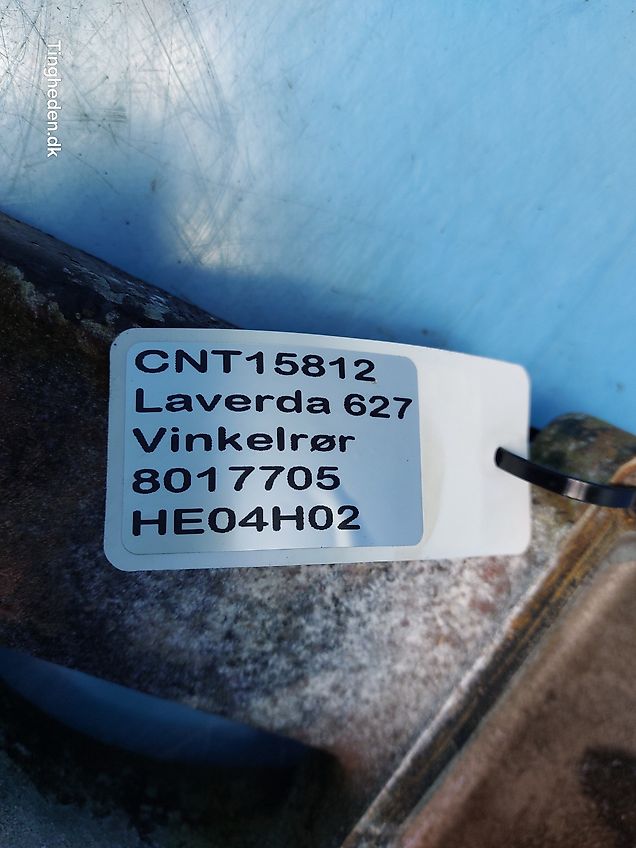 Tingheden.dk
CNT15812
Laverda 627
Vinkelrør
8017705
HE04H02